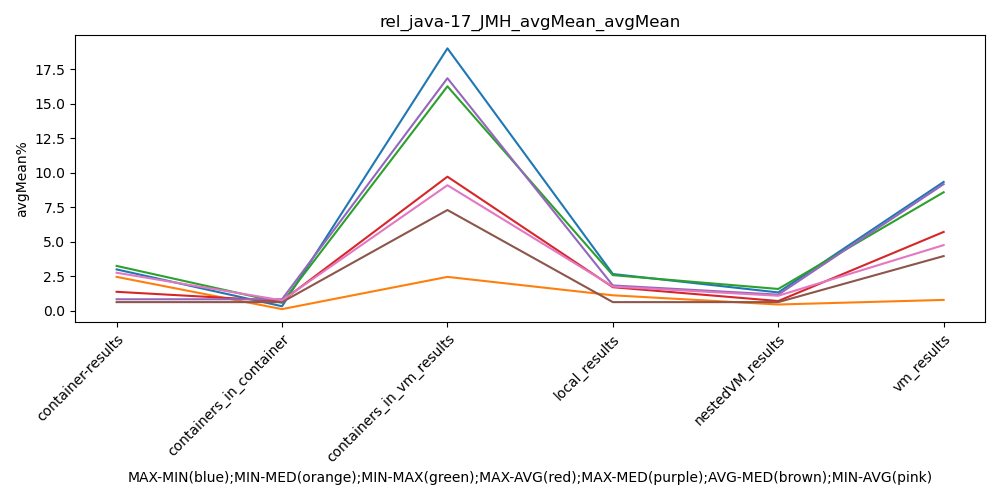 rel_java-17_JMH_avgMean_avgMean
avgMean%
17.5
15.0
12.5
10.0
7.5
5.0
2.5
0.0
container-results
containers_in_container
containers_in_vm_results
local_results
nestedVM_results
vm_results
MAX-MIN(blue);MIN-MED(orange);MIN-MAX(green);MAX-AVG(red);MAX-MED(purple);AVG-MED(brown);MIN-AVG(pink)